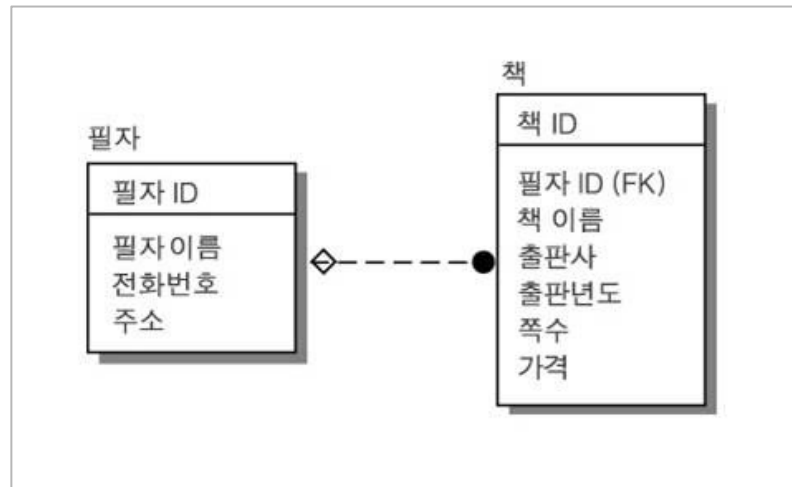 필자
필자 ID
필자이름
전화번호
주소
책
책 ID
필자 ID (FK)
책 이름
출판사
출판년도
쪽수
가격